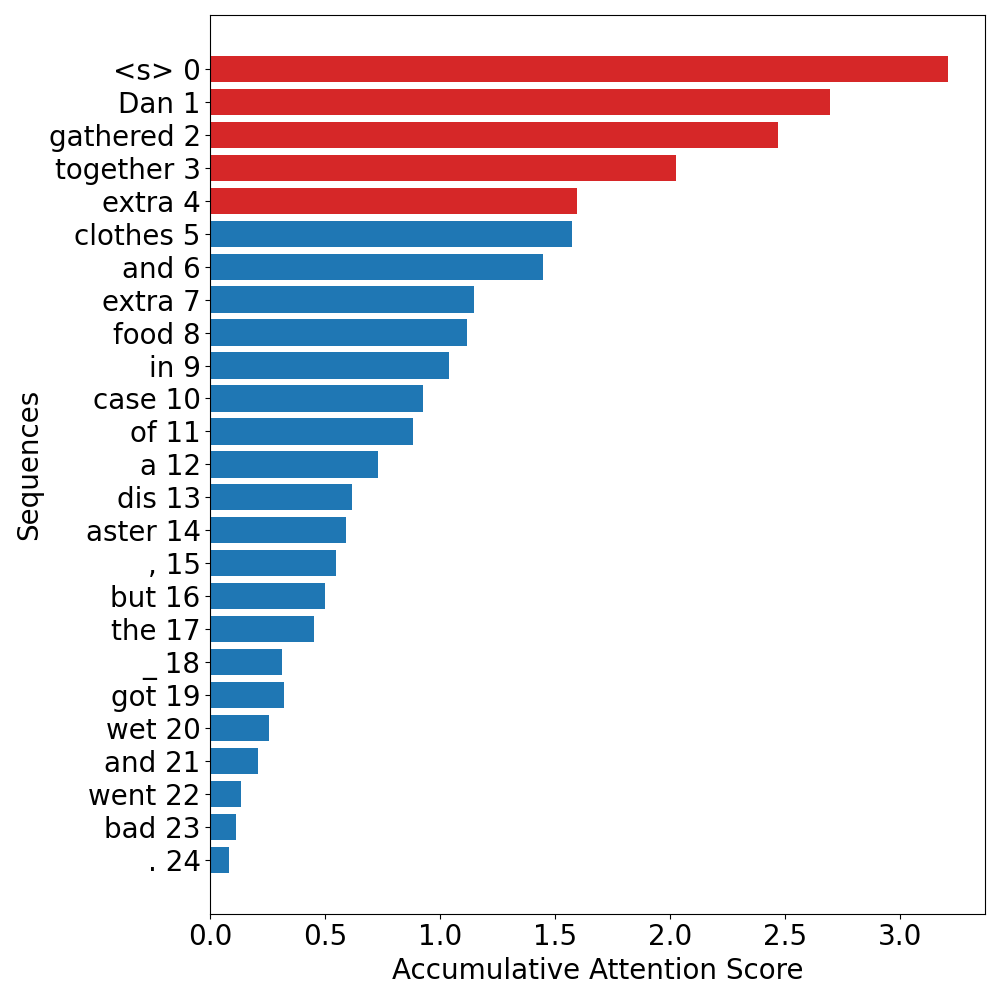 <s> 0
Dan 1
gathered 2
together 3
extra 4
clothes 5
and 6
extra 7
food 8
in 9
case 10
of 11
a 12
dis 13
aster 14
, 15
but 16
the 17
_ 18
got 19
wet 20
and 21
went 22
bad 23
. 24
Sequences
0.0 0.5 1.0 1.5 2.0 2.5 3.0
Accumulative Attention Score